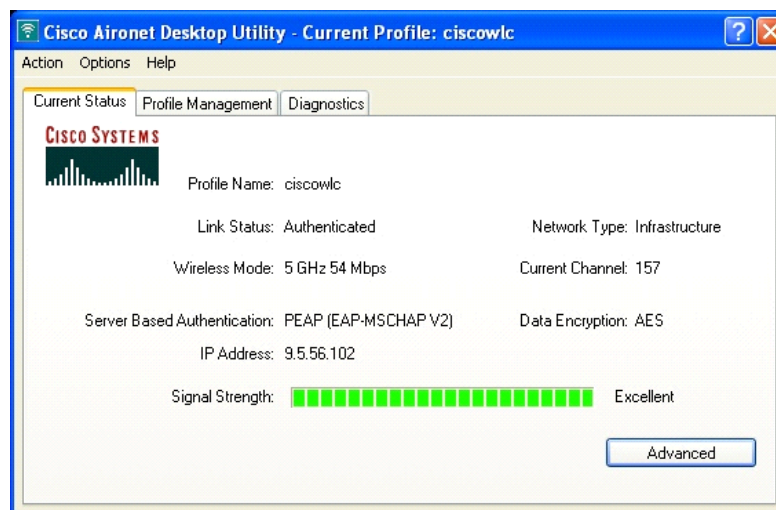 Cisco Aironet Desktop Utility - Current Profile: ciscowlc
Action Options Help
Current Status Profile Management Diagnostics
CISCO SYSTEMS
Profile Name: ciscowlc
Link Status: Authenticated Network Type: Infrastructure
Wireless Mode: 5 GHz 54 Mbps Current Channel: 157
Server Based Authentication: PEAP (EAP-MSCHAP V2) Data Encryption: AES
IP Address: 9.5.56.102
Signal Strength: Excellent
Advanced